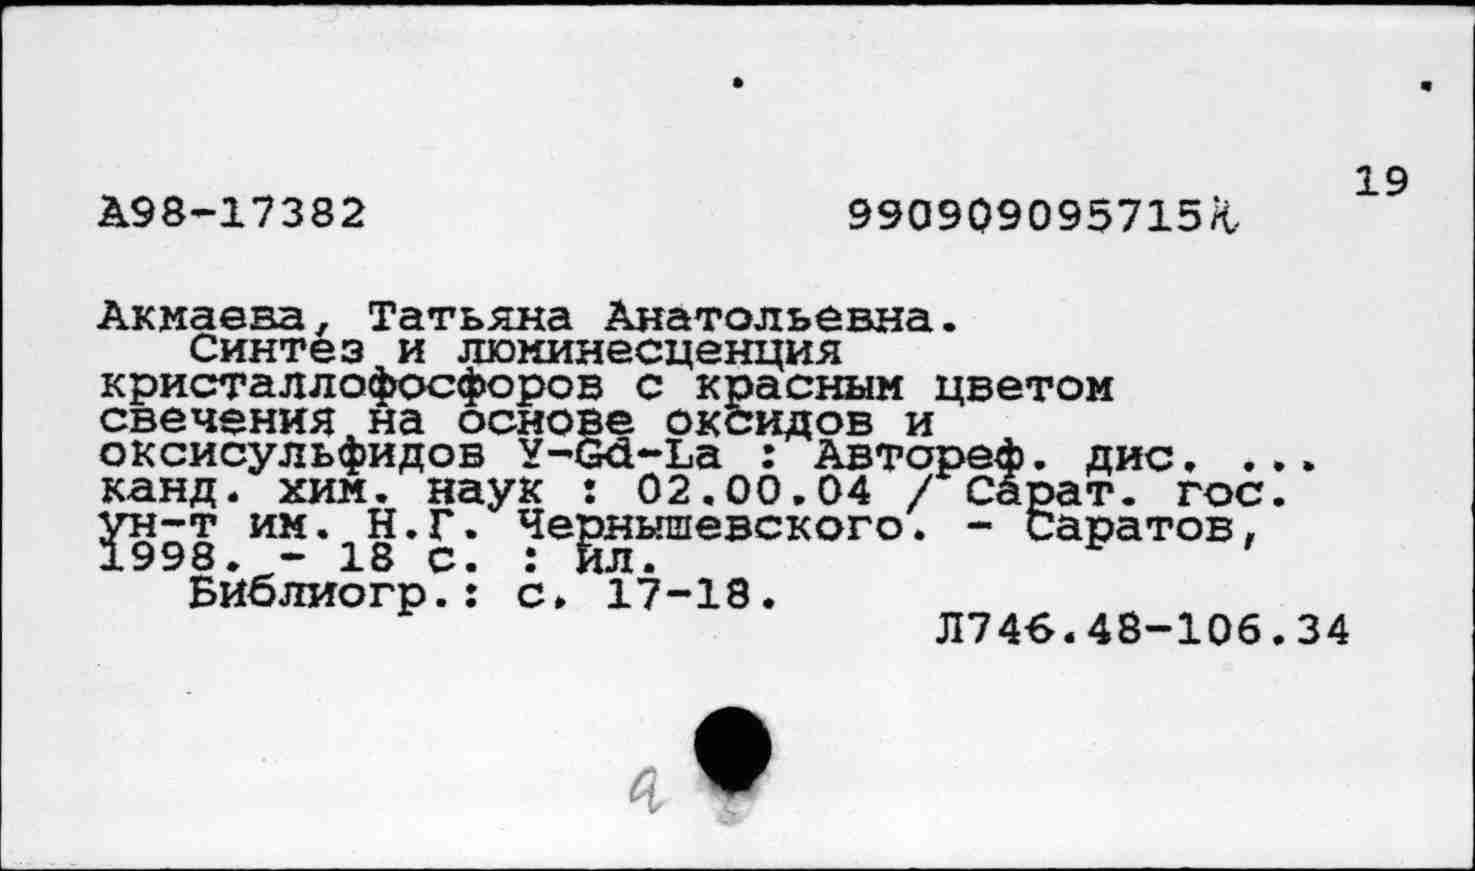 19
А98-17382 990909095715
Акмаева, Татьяна Анатольевна.
Синтез и люминесценция
кристаллофосфоров с красным цветом
свечения на основе оксидов и
оксисульфидов Y-Gd-La : Автореф. дис. ...
канд. хим. наук : 02.00.04 / Сарат. гос.
ун-т им. Н.Г. Чернышевского. - Саратов,
1998. - 18 с. : ил.
Библиогр.: с. 17-18.
Л746.48-106.34
а